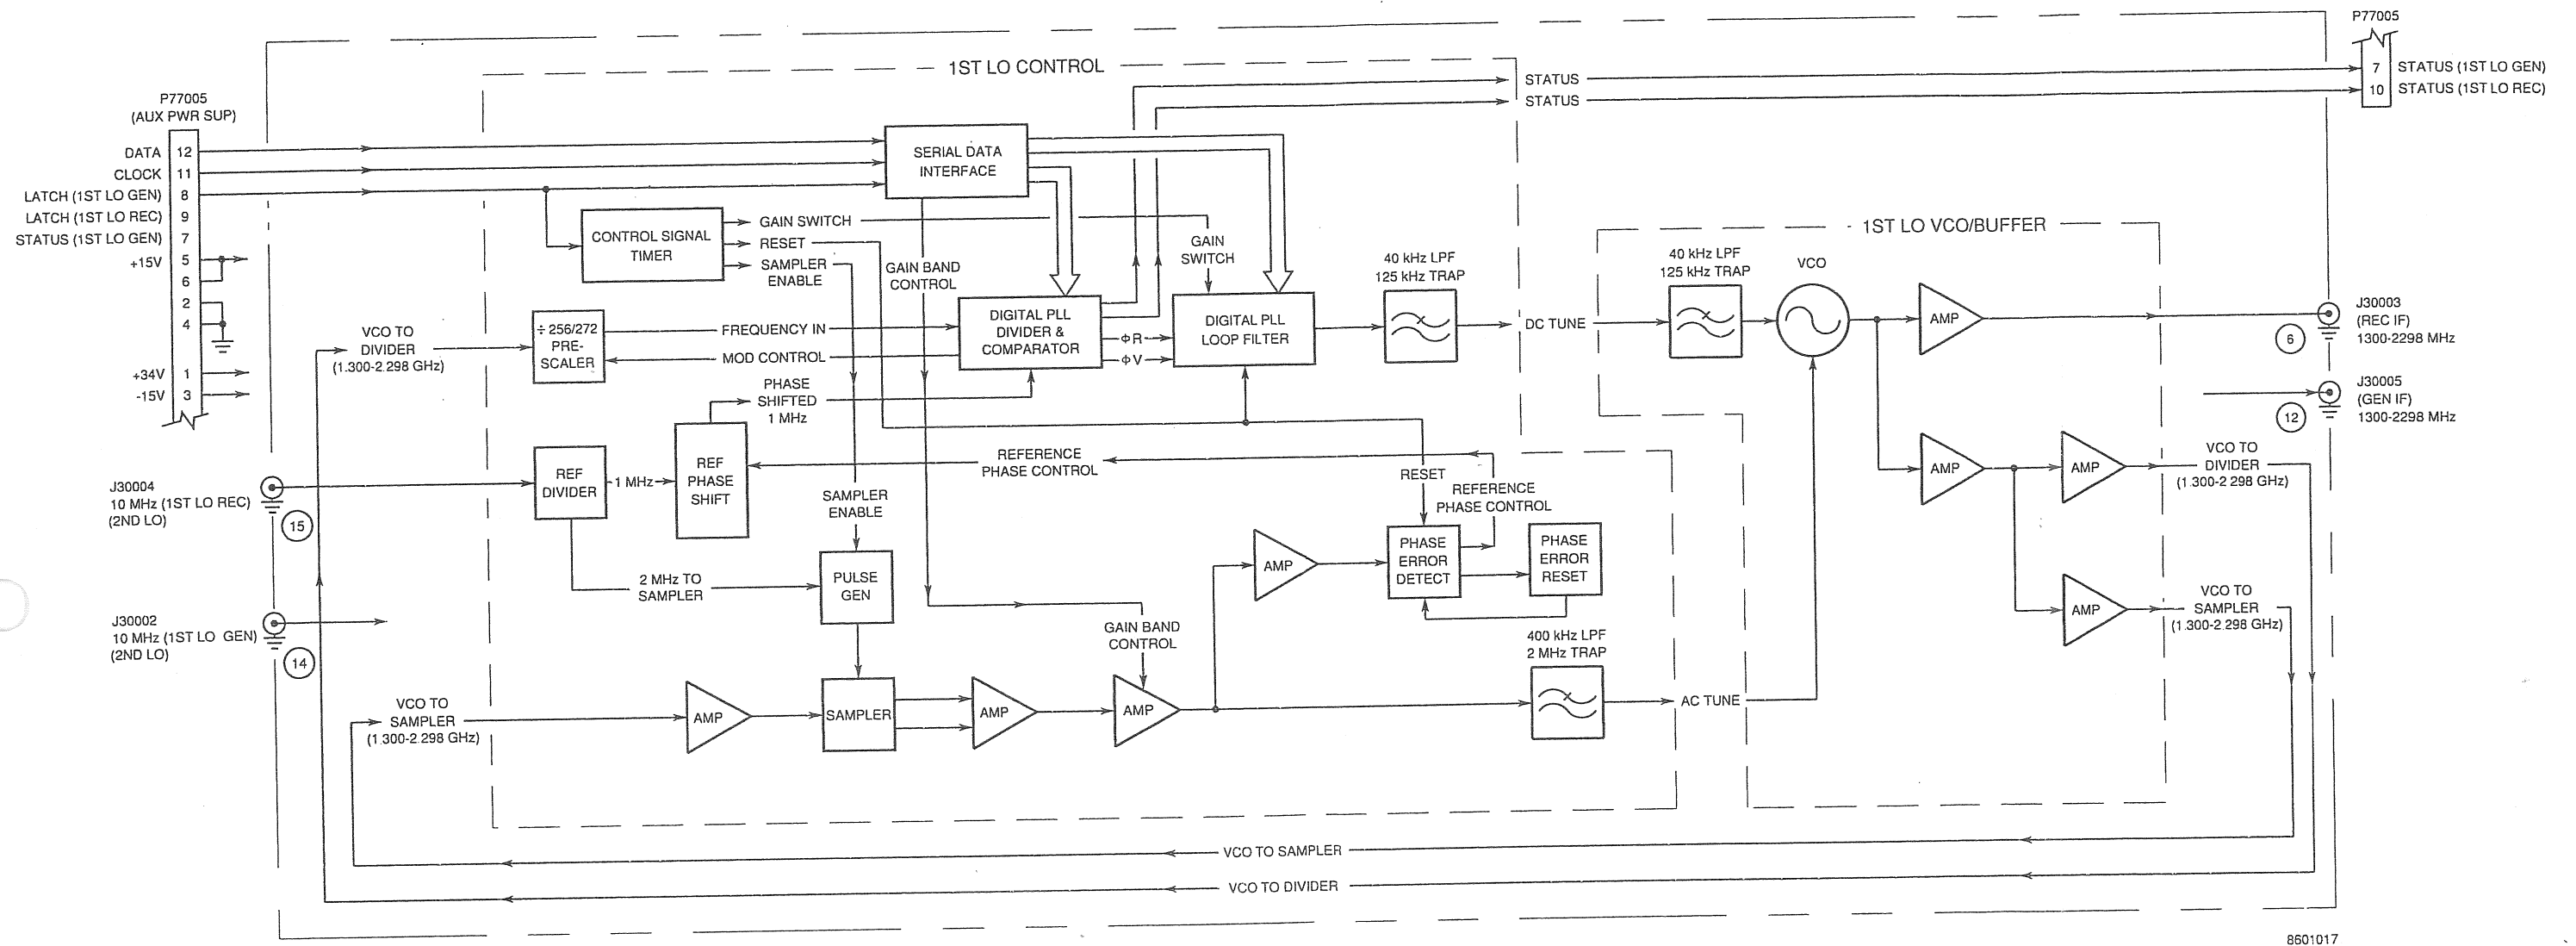 P77005
1ST LO CONTROL
STATUS
STATUS
7 STATUS (1ST LO GEN)
10 STATUS (1ST LO REC)
P77005
(AUX PWR SUP)
DATA 12
CLOCK 11
LATCH (1ST LO GEN) 8
LATCH (1ST LO REC) 9
STATUS (1ST LO GEN) 7
+15V 5
6
2
4
+34V 1
-15V 3
SERIAL DATA
INTERFACE
CONTROL SIGNAL
TIMER
GAIN SWITCH
RESET
SAMPLER
ENABLE
GAIN BAND
CONTROL
GAIN
SWITCH
40 kHz LPF
125 kHz TRAP
1ST LO VCO/BUFFER
40 kHz LPF
125 kHz TRAP
VCO
VCO TO
DIVIDER
(1.300-2.298 GHz)
÷ 256/272
PRE-
SCALER
FREQUENCY IN
MOD CONTROL
DIGITAL PLL
DIVIDER &
COMPARATOR
ΦR
ΦV
DIGITAL PLL
LOOP FILTER
DC TUNE
AMP
J30003
(REC IF)
1300-2298 MHz
6
J30005
(GEN IF)
1300-2298 MHz
12
PHASE
SHIFTED
1 MHz
J30004
10 MHz (1ST LO REC)
(2ND LO)
15
REF
DIVIDER
1 MHz
REF
PHASE
SHIFT
REFERENCE
PHASE CONTROL
SAMPLER
ENABLE
RESET
REFERENCE
PHASE CONTROL
AMP
AMP
VCO TO
DIVIDER
(1.300-2.298 GHz)
J30002
10 MHz (1ST LO GEN)
(2ND LO)
14
2 MHz TO
SAMPLER
PULSE
GEN
AMP
PHASE
ERROR
DETECT
PHASE
ERROR
RESET
GAIN BAND
CONTROL
400 kHz LPF
2 MHz TRAP
AMP
VCO TO
SAMPLER
(1.300-2.298 GHz)
VCO TO
SAMPLER
(1.300-2.298 GHz)
AMP
SAMPLER
AMP
AMP
AC TUNE
VCO TO SAMPLER
VCO TO DIVIDER
8601017